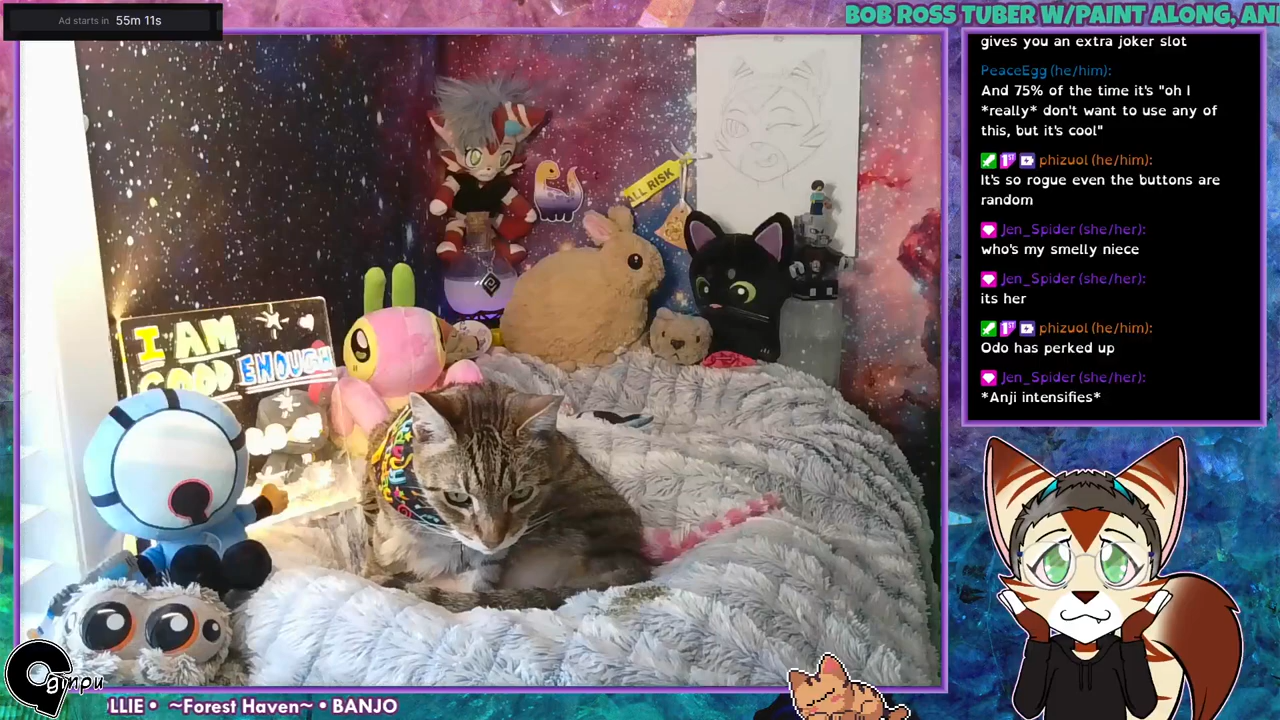 Ad starts in 55m 11s
BOB ROSS TUBER W/PAINT ALONG, ANI
gives you an extra joker slot
PeaceEgg (he/him):
And 75% of the time it's "oh I
*really* don't want to use any of
this, but it's cool"
phizuol (he/him):
It's so rogue even the buttons are
random
Jen_Spider (she/her):
who's my smelly niece
Jen_Spider (she/her):
its her
phizuol (he/him):
Odo has perked up
Jen_Spider (she/her):
*Anji intensifies*
ALL RISK
I AM
GOOD ENOUGH
ginpu
LLIE • ~Forest Haven~ • BANJO